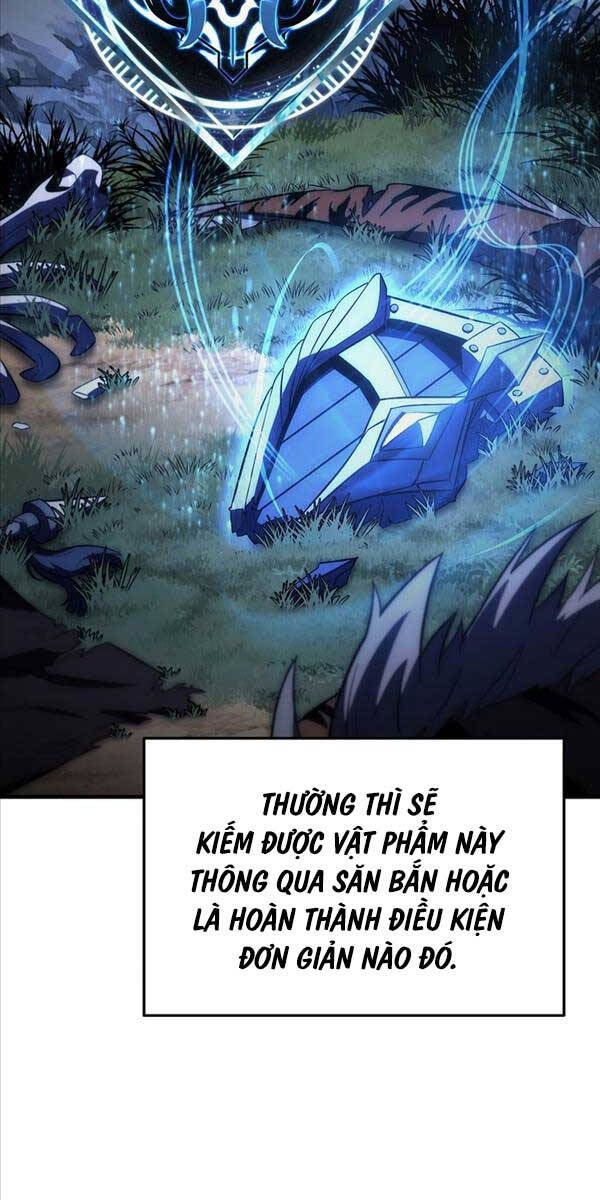 THƯỜNG THÌ SẼ
KIẾM ĐƯỢC VẬT PHẨM NÀY
THÔNG QUA SĂN BẮN HOẶC
LÀ HOÀN THÀNH ĐIỀU KIỆN
ĐƠN GIẢN NÀO ĐÓ.